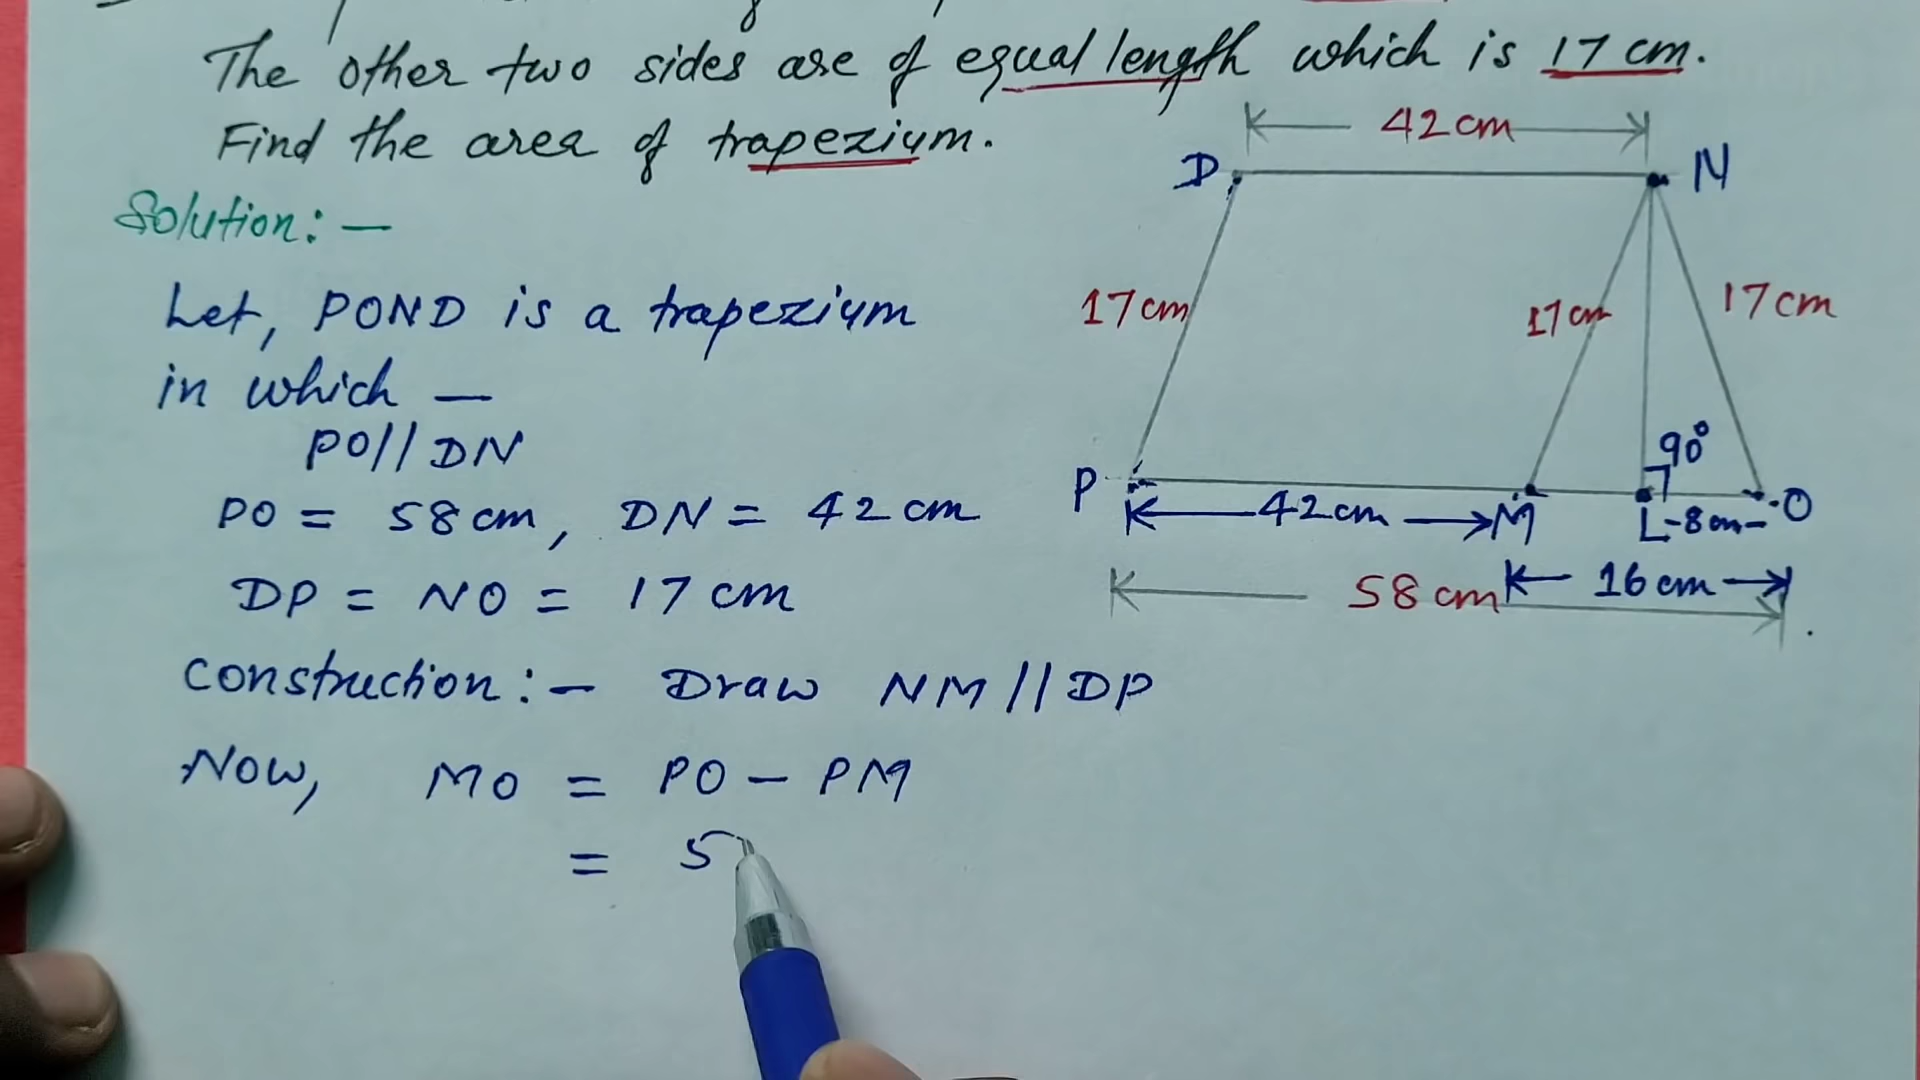 The other two sides are of equal length which is 17 cm.
Find the area of trapezium.
Solution:-
Let, POND is a trapezium
in which —
PO//DN
PO = 58 cm, DN = 42 cm
DP = NO = 17 cm
Construction:- Draw NM//DP
Now, MO = PO - PM
= 5
42 cm
D
N
17 cm
17 cm
17 cm
90°
P
42 cm
M
L
8 cm
O
58 cm
16 cm